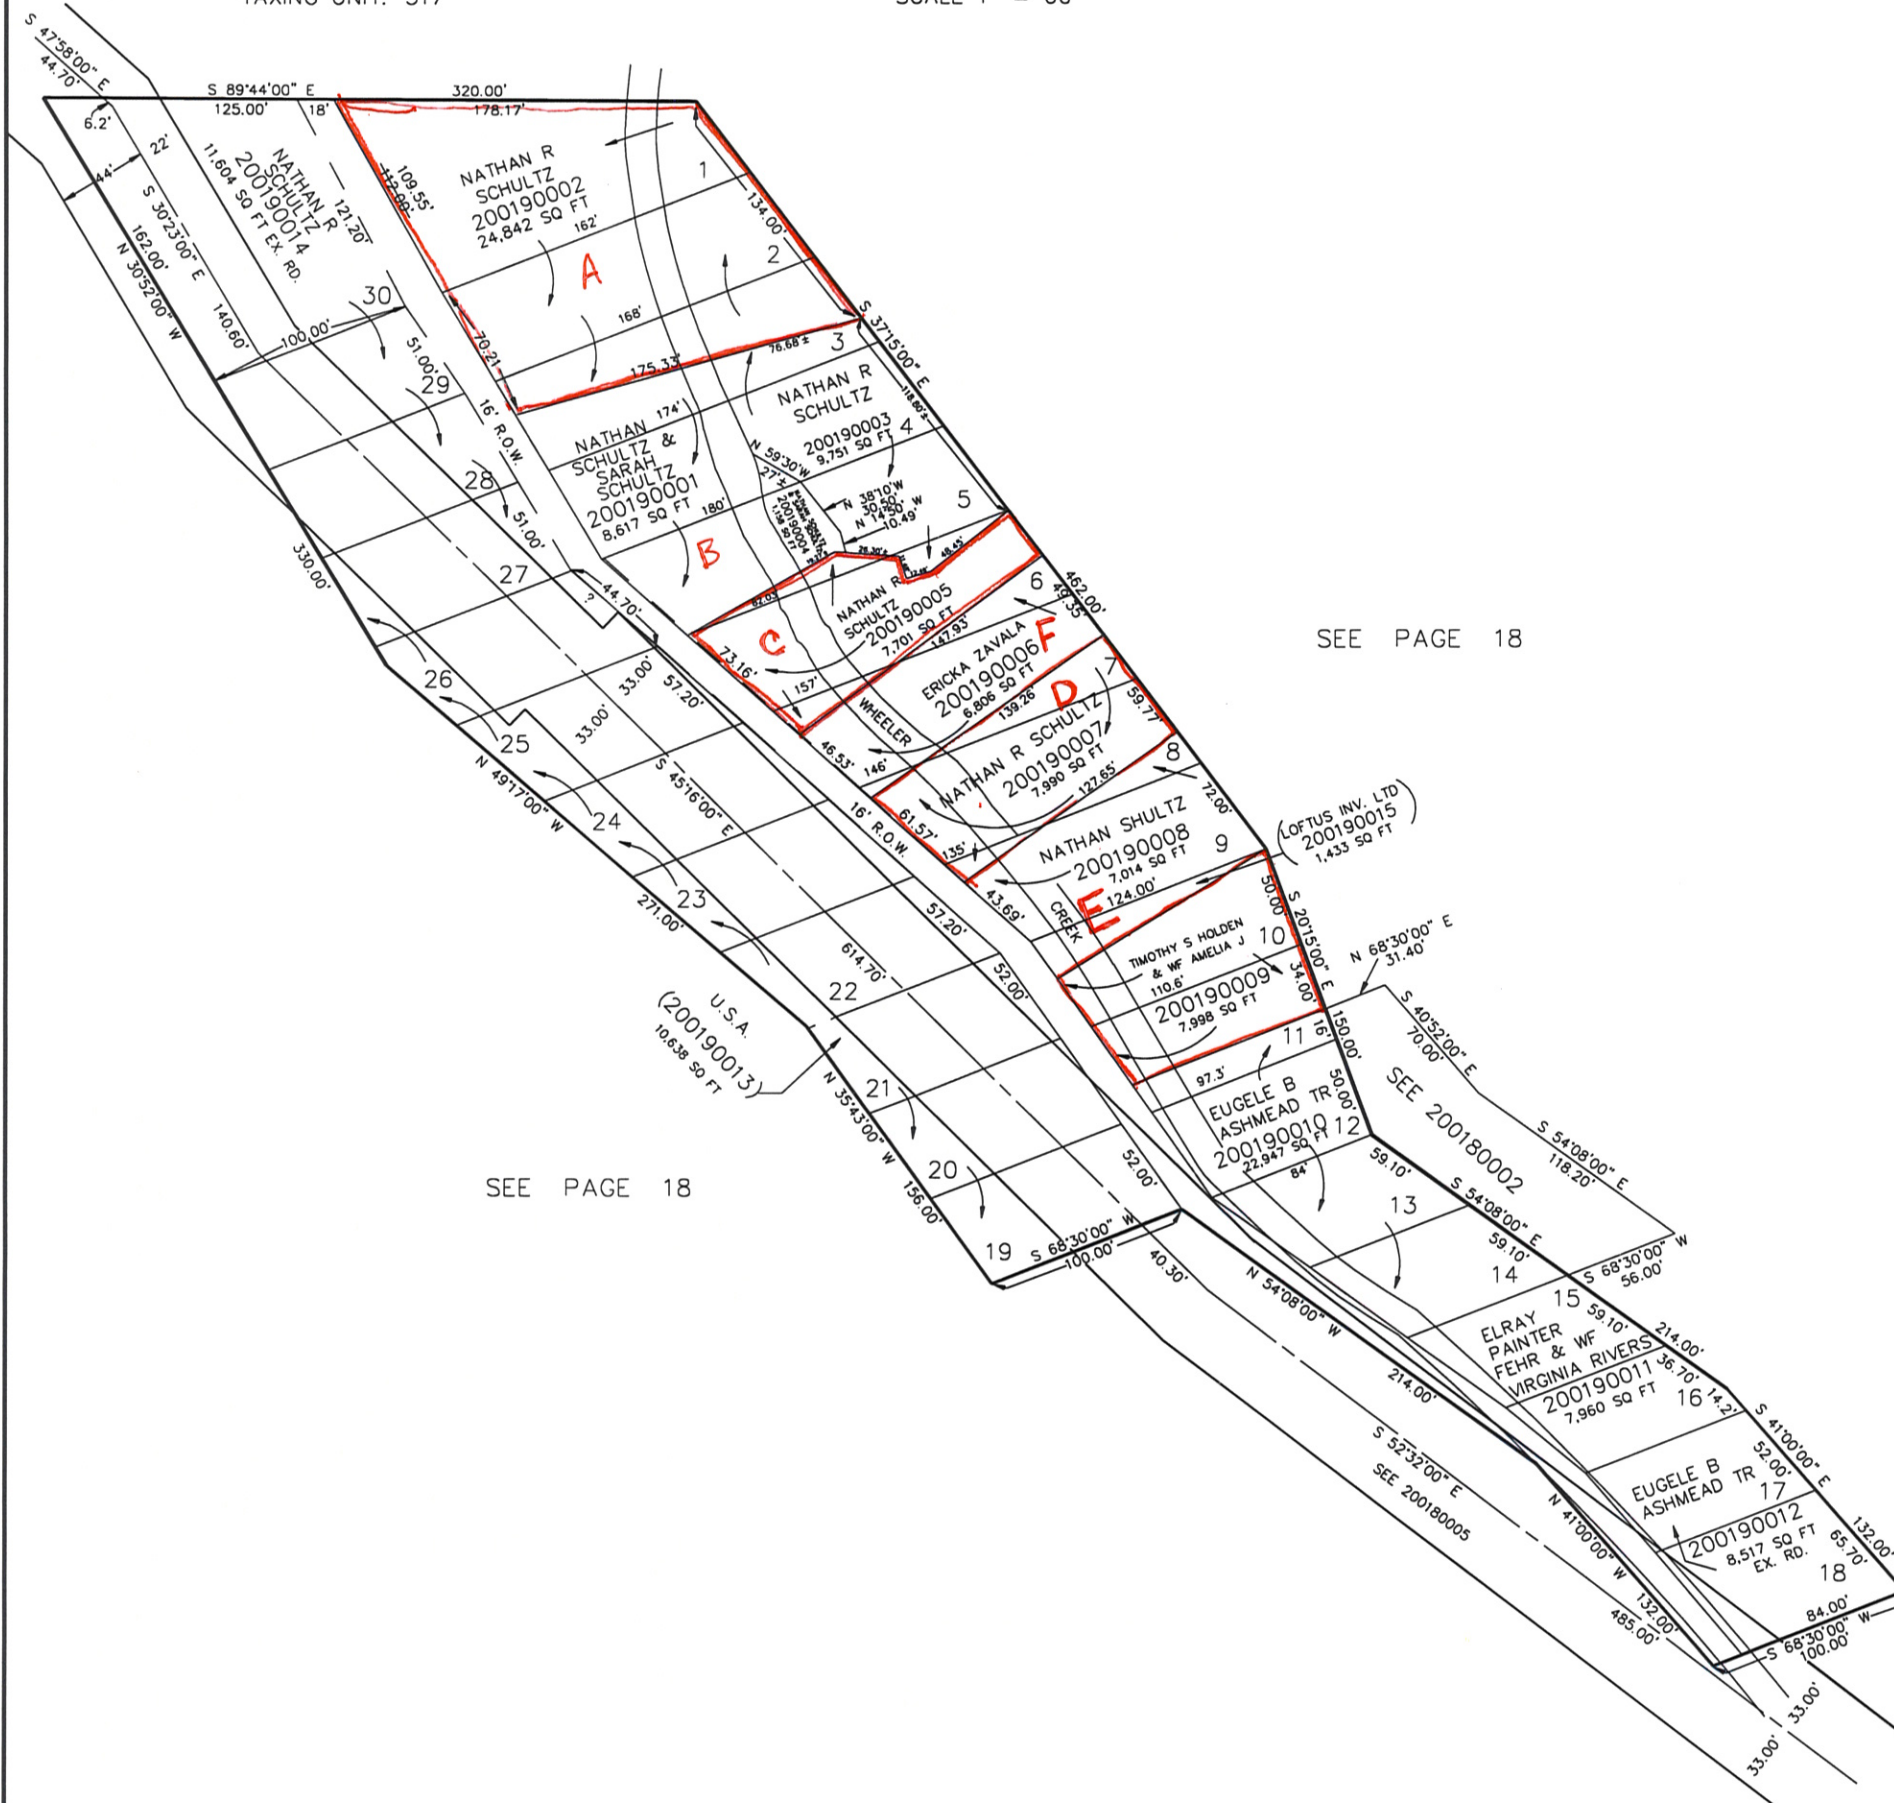 S 47°58'00" E
44.70'
S 89°44'00" E
125.00'
18'
320.00'
178.17'
6.2'
22'
44'
NATHAN R
SCHULTZ
200190014
11,604 SQ FT EX. RD.
121.20'
109.55'
112.00'
S 30°23'00" E
140.60'
162.00'
N 30°52'00" W
NATHAN R
SCHULTZ
200190002
24,842 SQ FT
162'
1
134.00'
2
A
168'
30
100.00'
70.21
175.33'
76.68'±
3
S 37°15'00" E
51.00'
29
16' R.O.W.
NATHAN R
SCHULTZ
200190003
9,751 SQ FT
118.80'±
4
NATHAN
SCHULTZ &
SARAH
SCHULTZ
200190001
8,617 SQ FT
174'
180'
B
N 59°30'W
27'±
200190004
1,158 SQ FT
N 38°10'W
30.50'
N 14°50' W
10.49'
5
28.30'±
48.45'
28
51.00'
330.00'
27
44.70'
?
62.03'
NATHAN R
SCHULTZ
200190005
7,701 SQ FT
147.93'
C
73.16'
157'
6
462.00'
49.35'
ERICKA ZAVALA
200190006
6,806 SQ FT
F
139.26'
WHEELER
46.53'
146'
SEE PAGE 18
26
33.00'
57.20'
33.00'
25
7
D
59.77'
NATHAN R SCHULTZ
200190007
7,990 SQ FT
127.65'
61.57'
135'
8
N 49°17'00" W
S 45°16'00" E
24
16' R.O.W.
72.00'
NATHAN SHULTZ
200190008
7,014 SQ FT
124.00'
9
(LOFTUS INV. LTD)
200190015
1,433 SQ FT
43.69'
CREEK
E
23
271.00'
57.20'
50.00'
S 20°15'00" E
10
TIMOTHY S HOLDEN
& WF AMELIA J
110.6'
200190009
7,998 SQ FT
34.00'
N 68°30'00" E
31.40'
614.70'
52.00'
22
U.S.A.
(200190013)
10,638 SQ FT
11
16'
150.00'
97.3'
S 40°52'00" E
70.00'
EUGELE B
ASHMEAD TR
200190010
22,947 SQ FT
84'
50.00'
12
SEE 200180002
S 54°08'00" E
118.20'
N 35°43'00" W
21
SEE PAGE 18
20
52.00'
156.00'
59.10'
S 54°08'00" E
13
59.10'
14
S 68°30'00" W
56.00'
19
S 68°30'00" W
100.00'
40.30'
N 54°08'00" W
214.00'
15
59.10'
214.00'
ELRAY
PAINTER
FEHR & WF
VIRGINIA RIVERS
200190011
7,960 SQ FT
36.70'
14.2'
16
S 41°00'00" E
S 52°32'00" E
SEE 200180005
EUGELE B
ASHMEAD TR
52.00'
17
200190012
8,517 SQ FT
EX. RD.
132.00'
65.70'
18
N 41°00'00" W
132.00'
485.00'
84.00'
S 68°30'00" W
100.00'
33.00'
33.00'